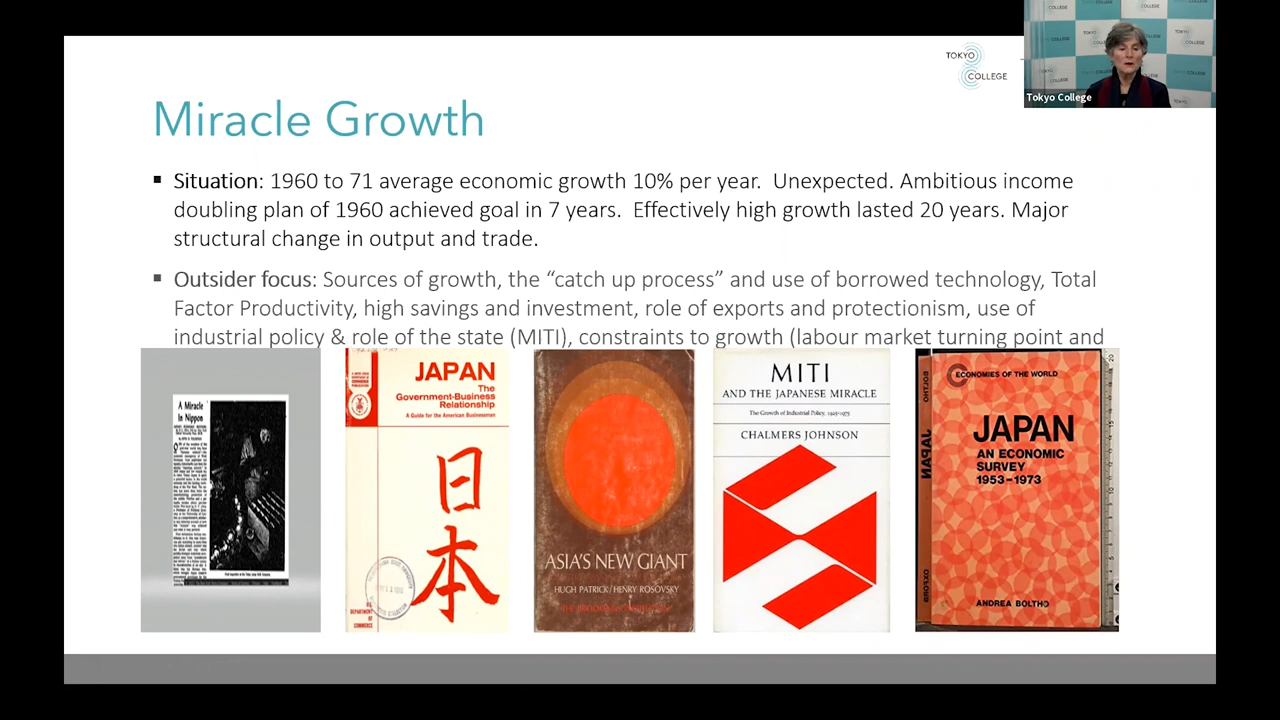 TOKYO
COLLEGE
Tokyo College
Miracle Growth
▪ Situation: 1960 to 71 average economic growth 10% per year.  Unexpected. Ambitious income
doubling plan of 1960 achieved goal in 7 years.  Effectively high growth lasted 20 years. Major
structural change in output and trade.
▪ Outsider focus: Sources of growth, the “catch up process” and use of borrowed technology, Total
Factor Productivity, high savings and investment, role of exports and protectionism, use of
industrial policy & role of the state (MITI), constraints to growth (labour market turning point and
A Miracle
In Nippon
JAPAN
The
Government-Business
Relationship
A Guide for the American Businessman
日本
U.S.
DEPARTMENT
OF
COMMERCE
ASIA'S NEW GIANT
HUGH PATRICK/HENRY ROSOVSKY
MITI
AND THE JAPANESE MIRACLE
The Growth of Industrial Policy, 1925-1975
CHALMERS JOHNSON
ECONOMIES OF THE WORLD
JAPAN
AN ECONOMIC
SURVEY
1953-1973
ANDREA BOLTHO
BOLTHO
JAPAN
OXFORD